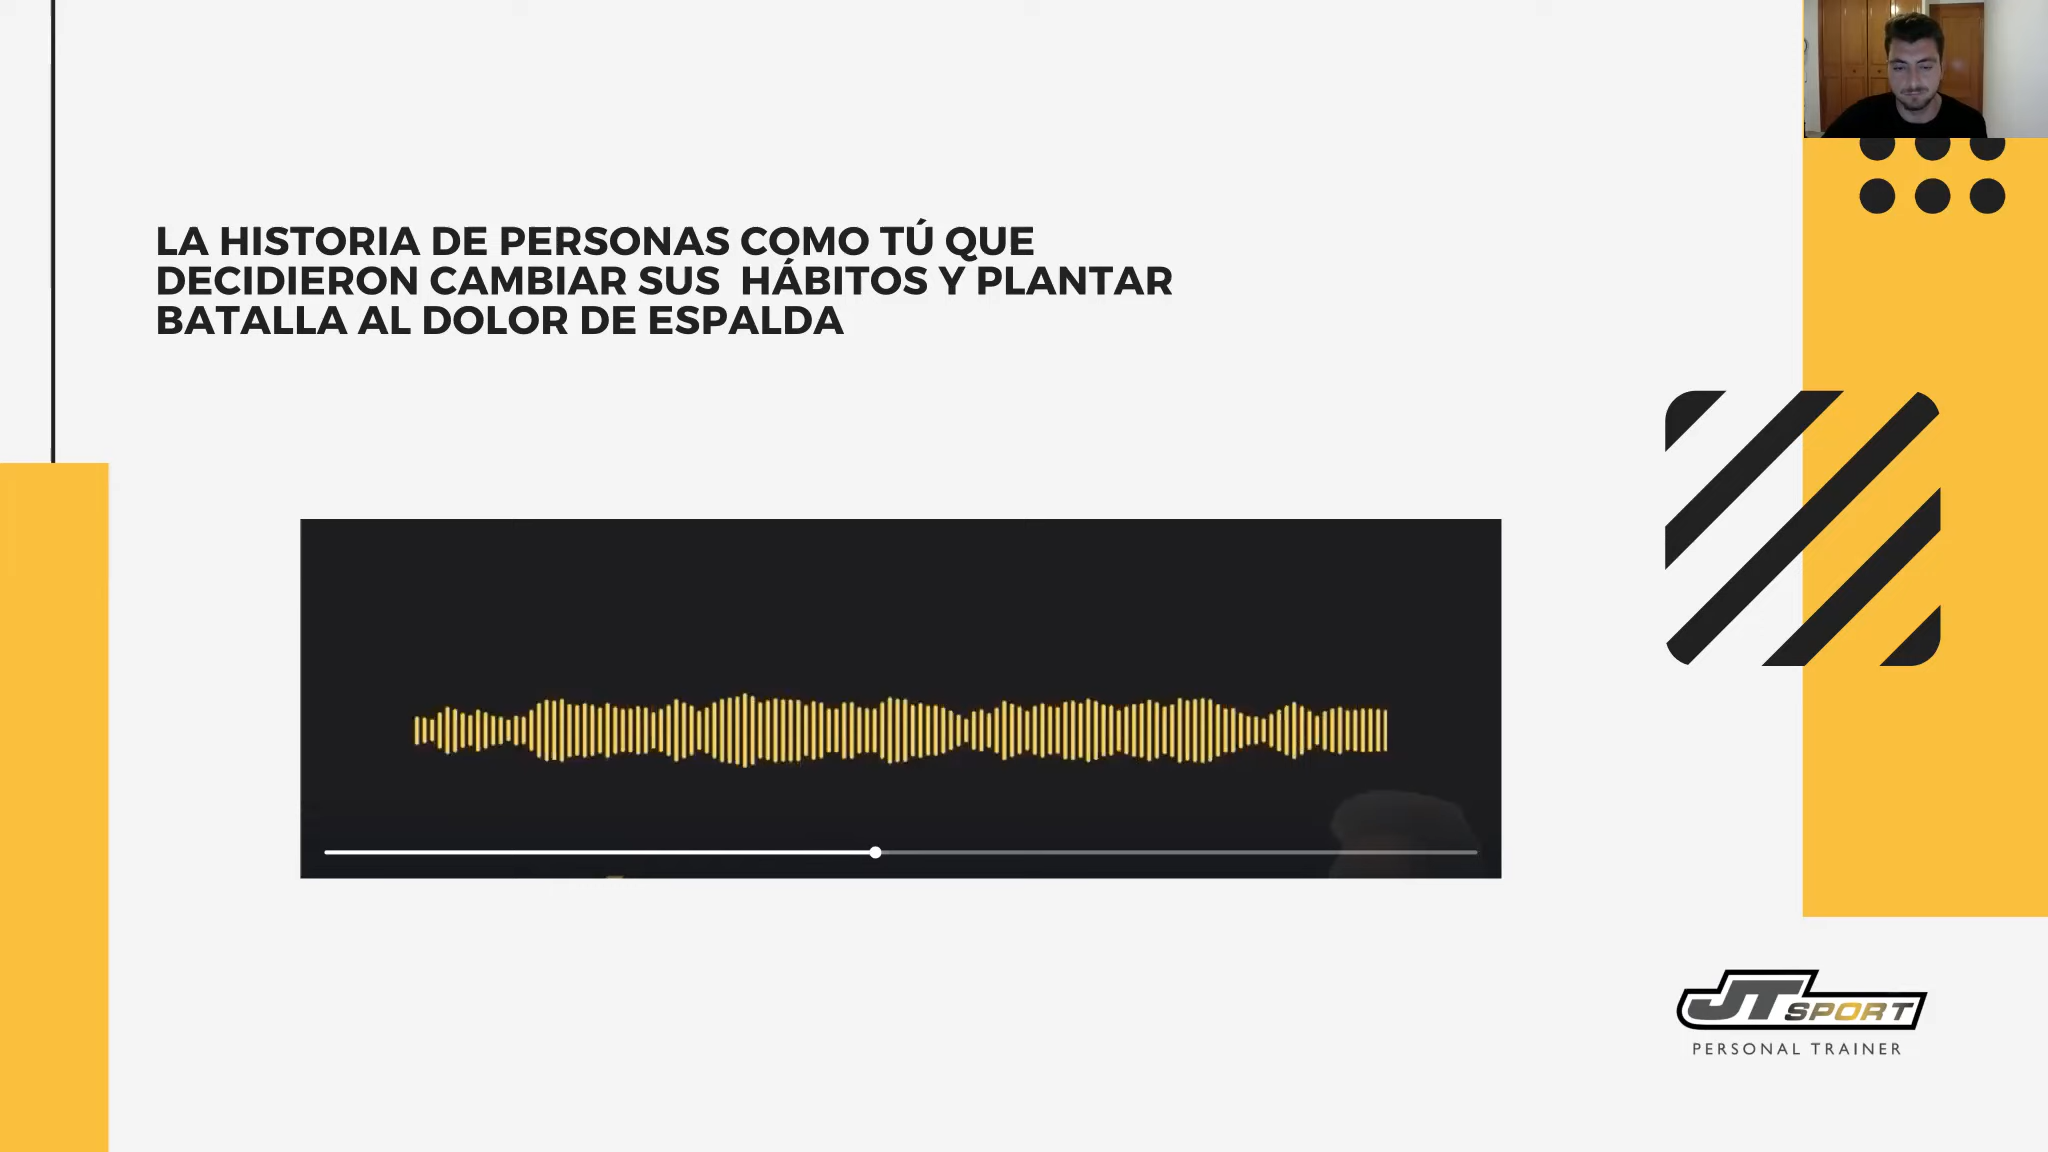 LA HISTORIA DE PERSONAS COMO TÚ QUE
DECIDIERON CAMBIAR SUS  HÁBITOS Y PLANTAR
BATALLA AL DOLOR DE ESPALDA
JT SPORT
PERSONAL TRAINER